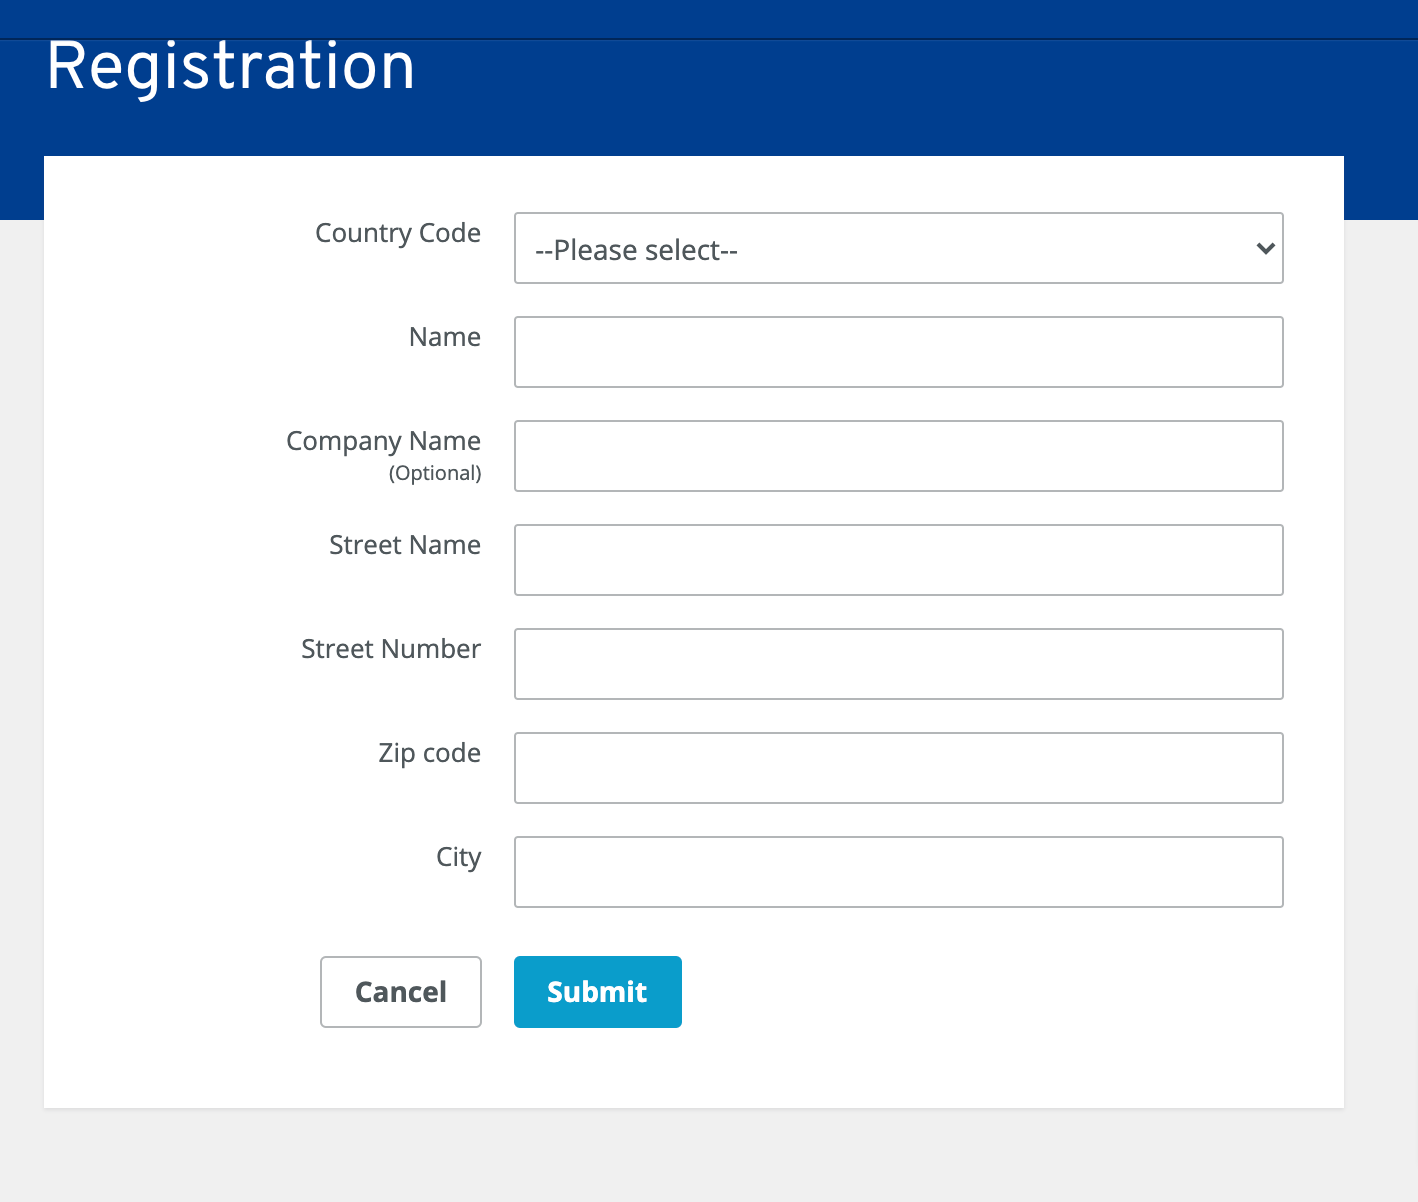 Registration
Country Code
--Please select--
Name
Company Name
(Optional)
Street Name
Street Number
Zip code
City
Cancel
Submit